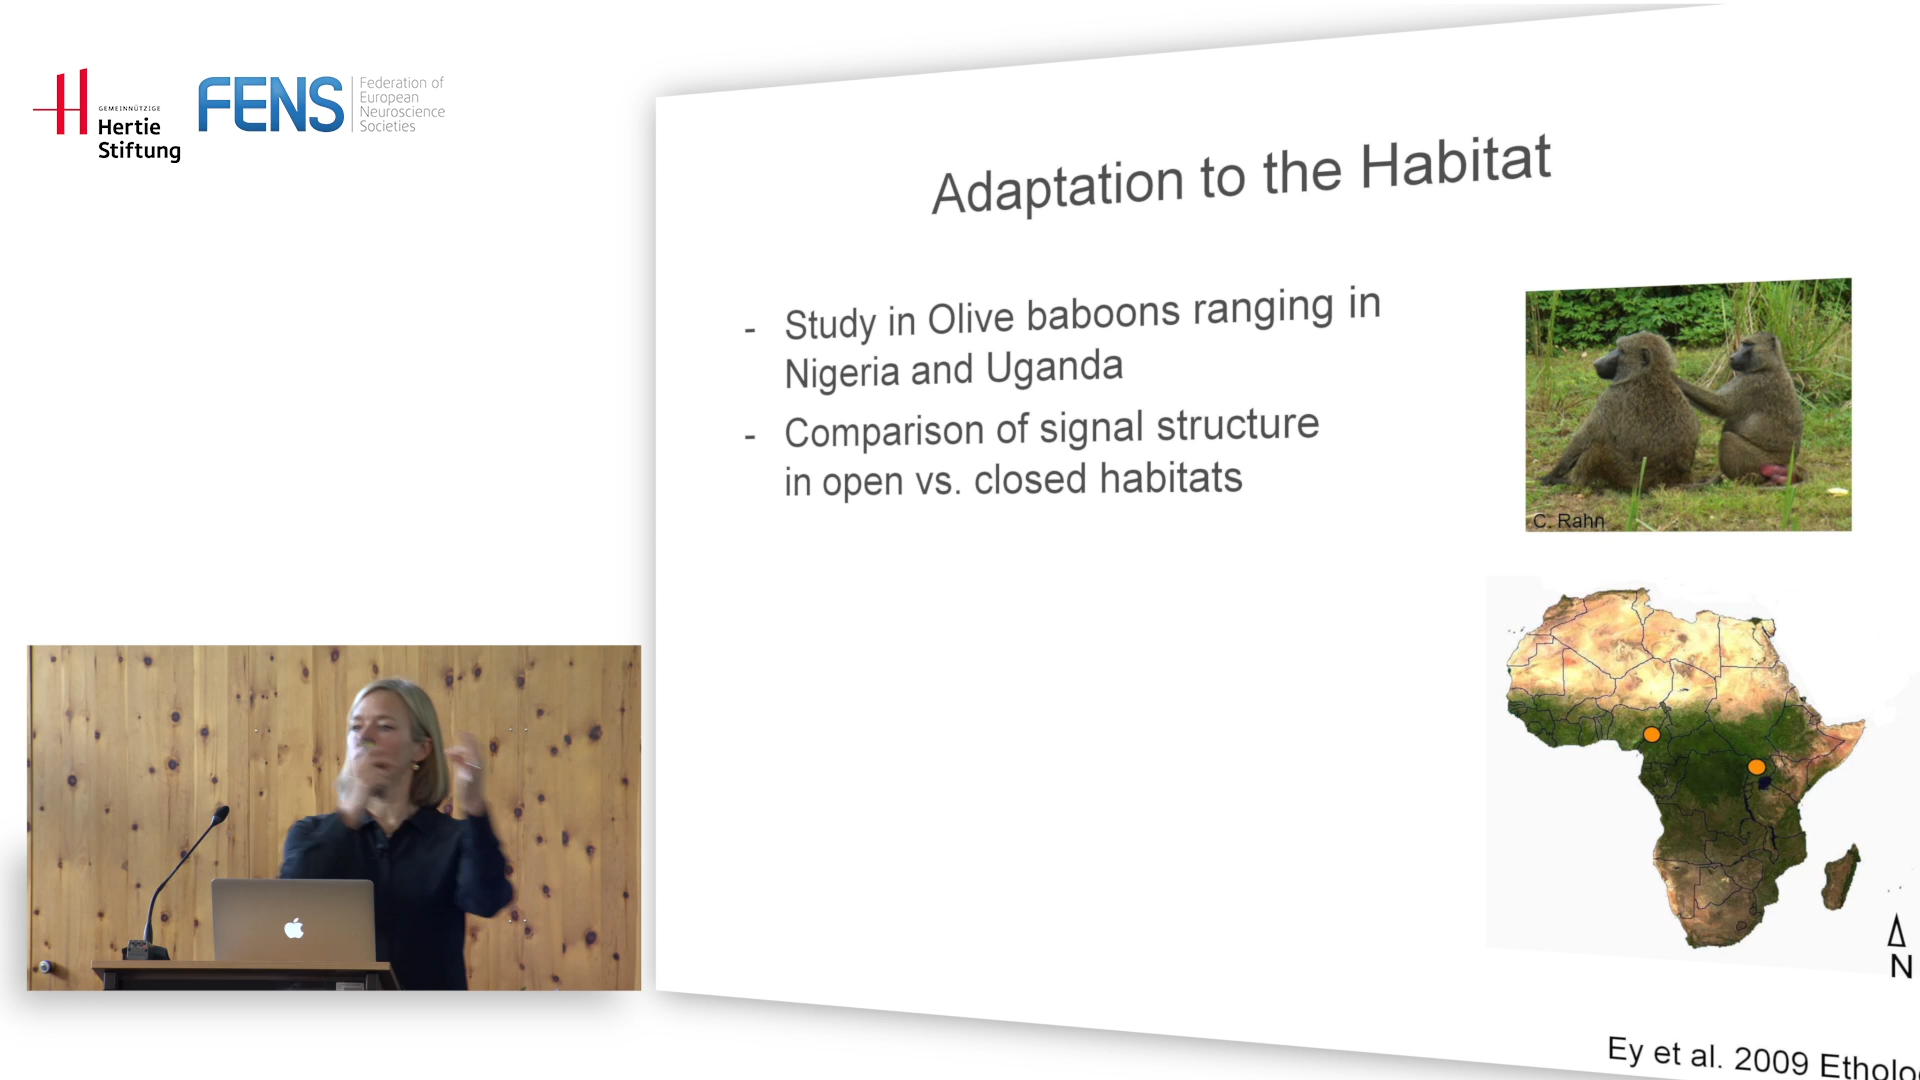 GEMEINNÜTZIGE
Hertie
Stiftung
FENS
Federation of
European
Neuroscience
Societies
Adaptation to the Habitat
- Study in Olive baboons ranging in
Nigeria and Uganda
- Comparison of signal structure
in open vs. closed habitats
C. Rahn
N
Ey et al. 2009 Etholo